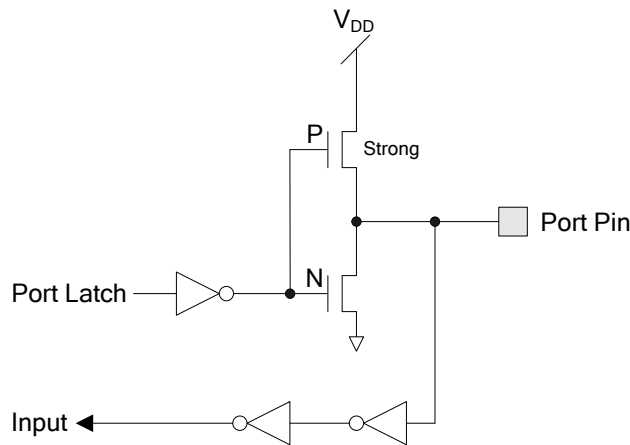 VDD
P
Strong
Port Pin
N
Port Latch
Input